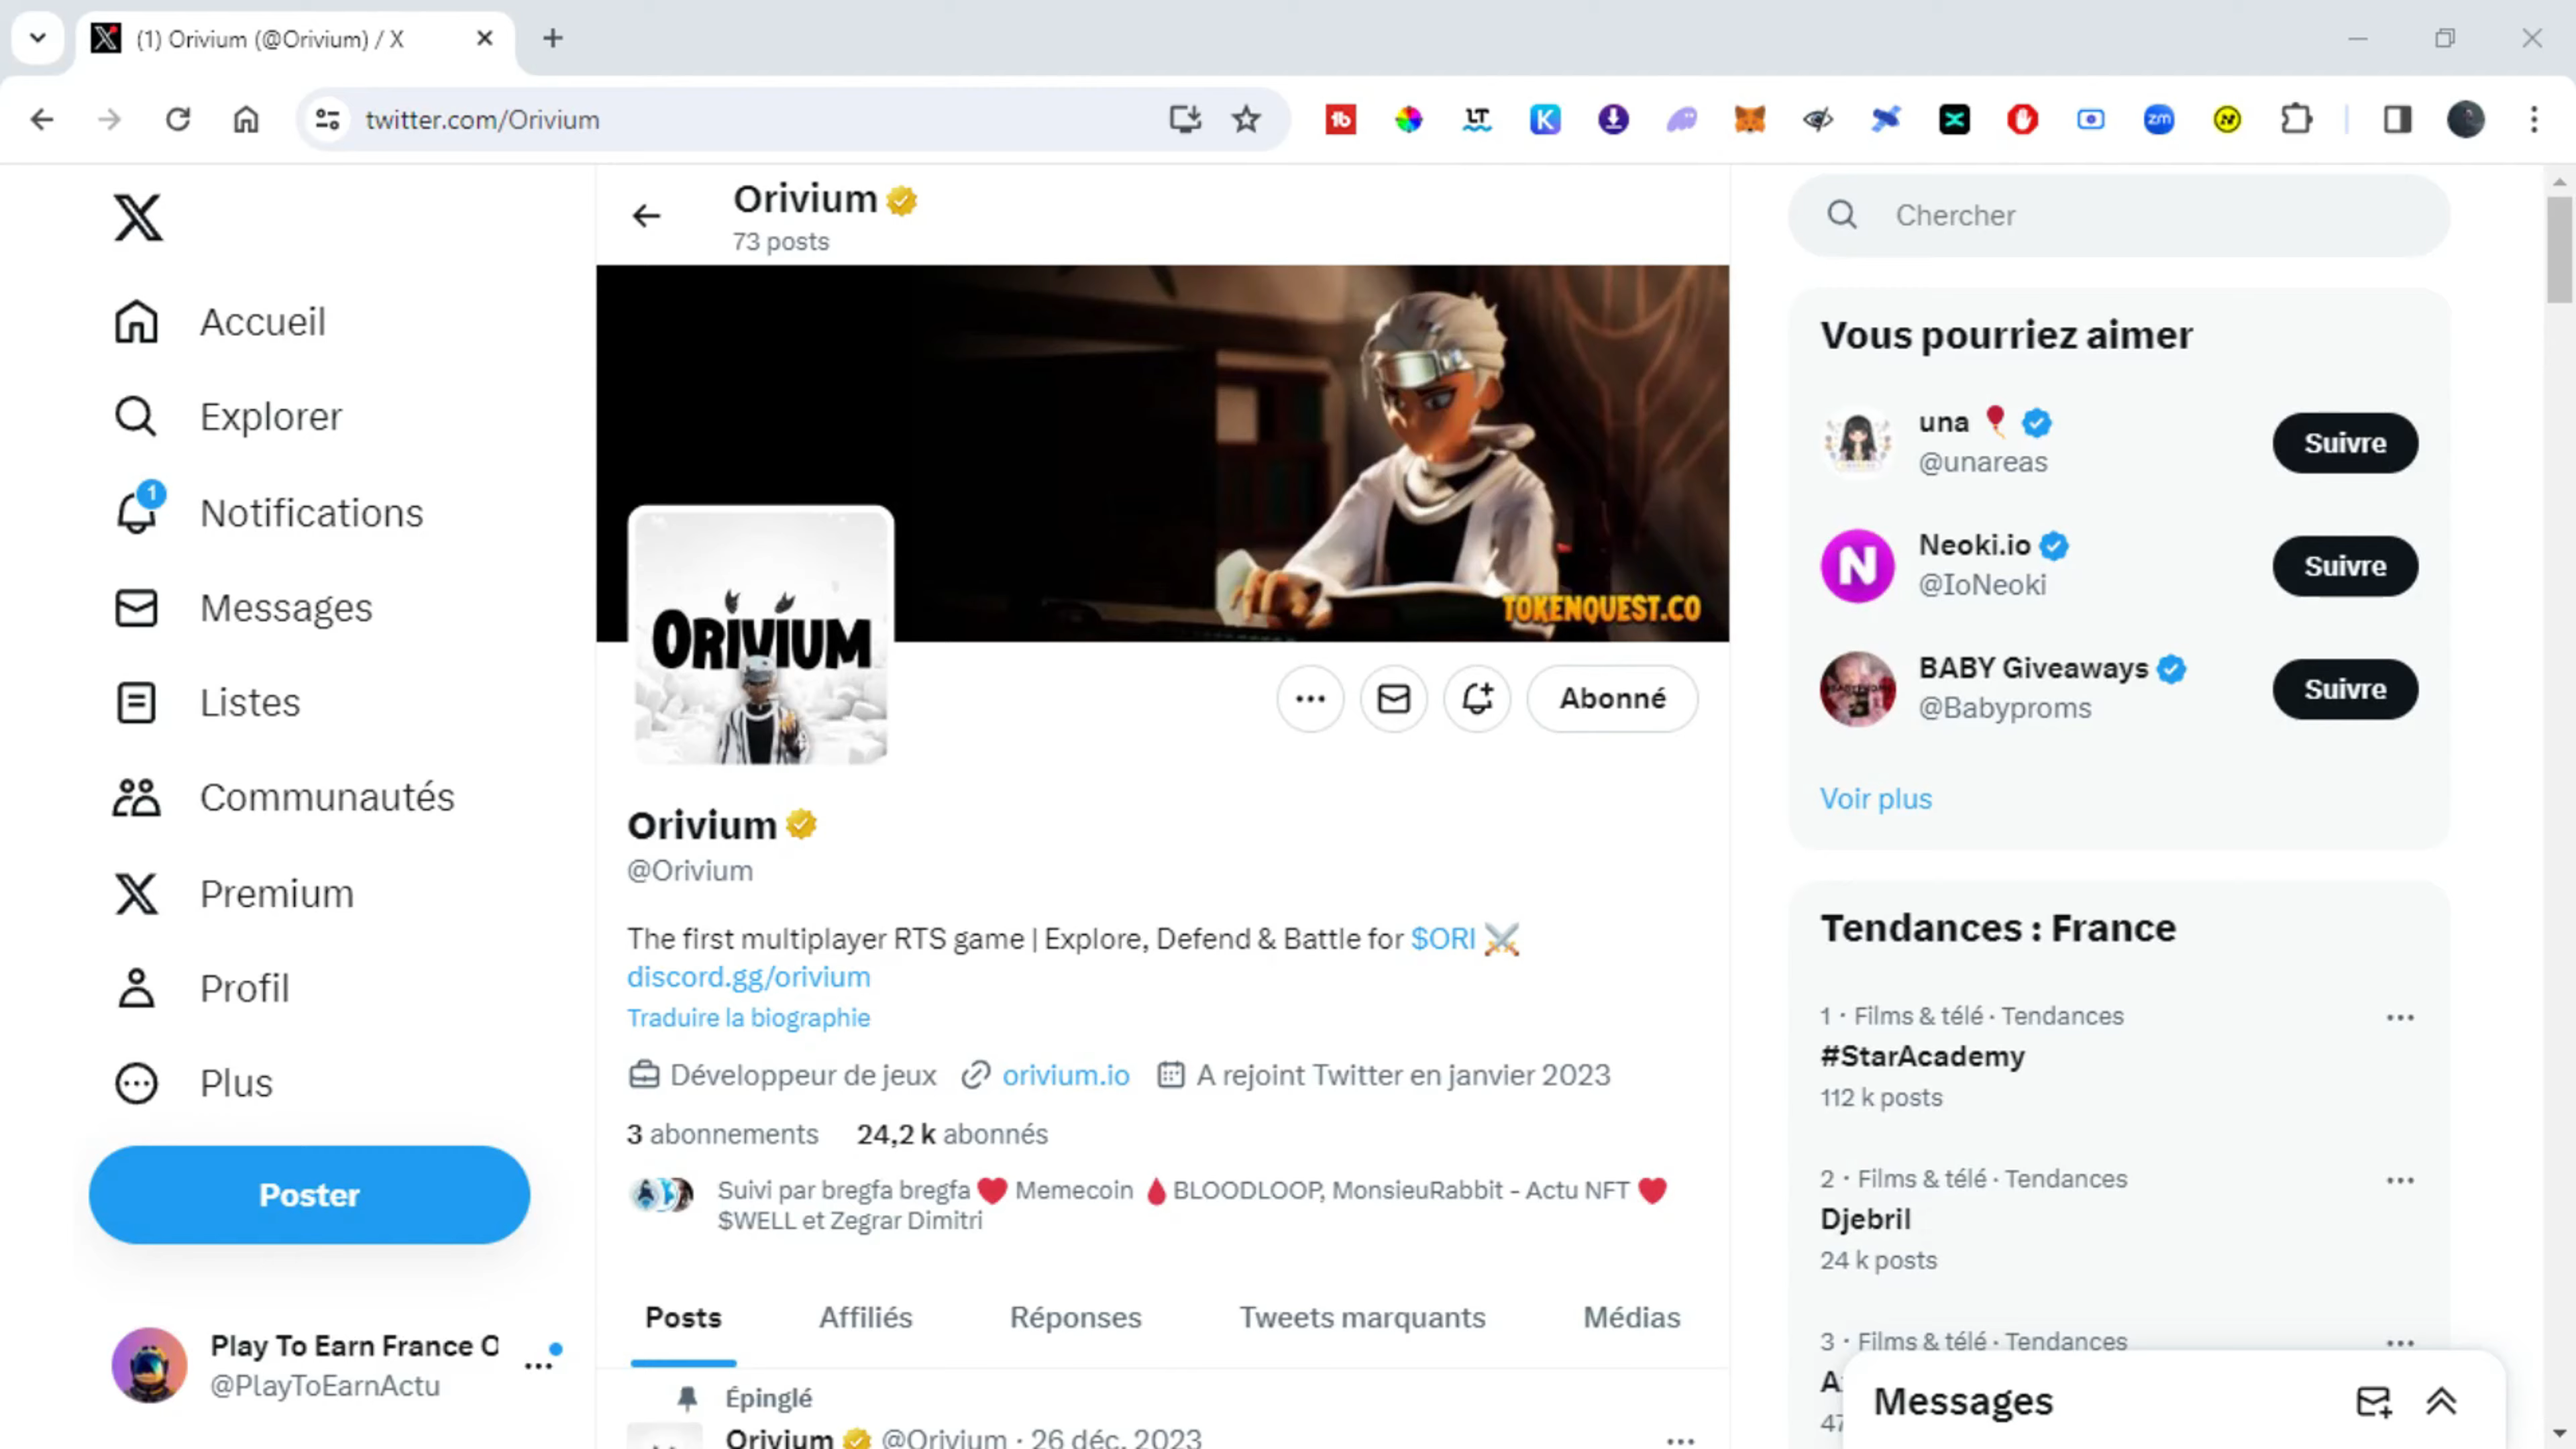 (1) Orivium (@Orivium) / X
twitter.com/Orivium
Accueil
Explorer
1
Notifications
Messages
Listes
Communautés
Premium
Profil
Plus
Poster
Play To Earn France O
@PlayToEarnActu
Orivium
73 posts
TOKENQUEST.CO
ORIVIUM
Abonné
Orivium
@Orivium
The first multiplayer RTS game | Explore, Defend & Battle for $ORI
discord.gg/orivium
Traduire la biographie
Développeur de jeux orivium.io A rejoint Twitter en janvier 2023
3 abonnements 24,2 k abonnés
Suivi par bregfa bregfa Memecoin BLOODLOOP, MonsieuRabbit - Actu NFT
$WELL et Zegrar Dimitri
Posts Affiliés Réponses Tweets marquants Médias
Épinglé
Orivium @Orivium · 26 déc. 2023
Chercher
Vous pourriez aimer
una
@unareas
Suivre
N
Neoki.io
@IoNeoki
Suivre
BABY Giveaways
@Babyproms
Suivre
Voir plus
Tendances : France
1 · Films & télé · Tendances
#StarAcademy
112 k posts
2 · Films & télé · Tendances
Djebril
24 k posts
3 · Films & télé · Tendances
Messages